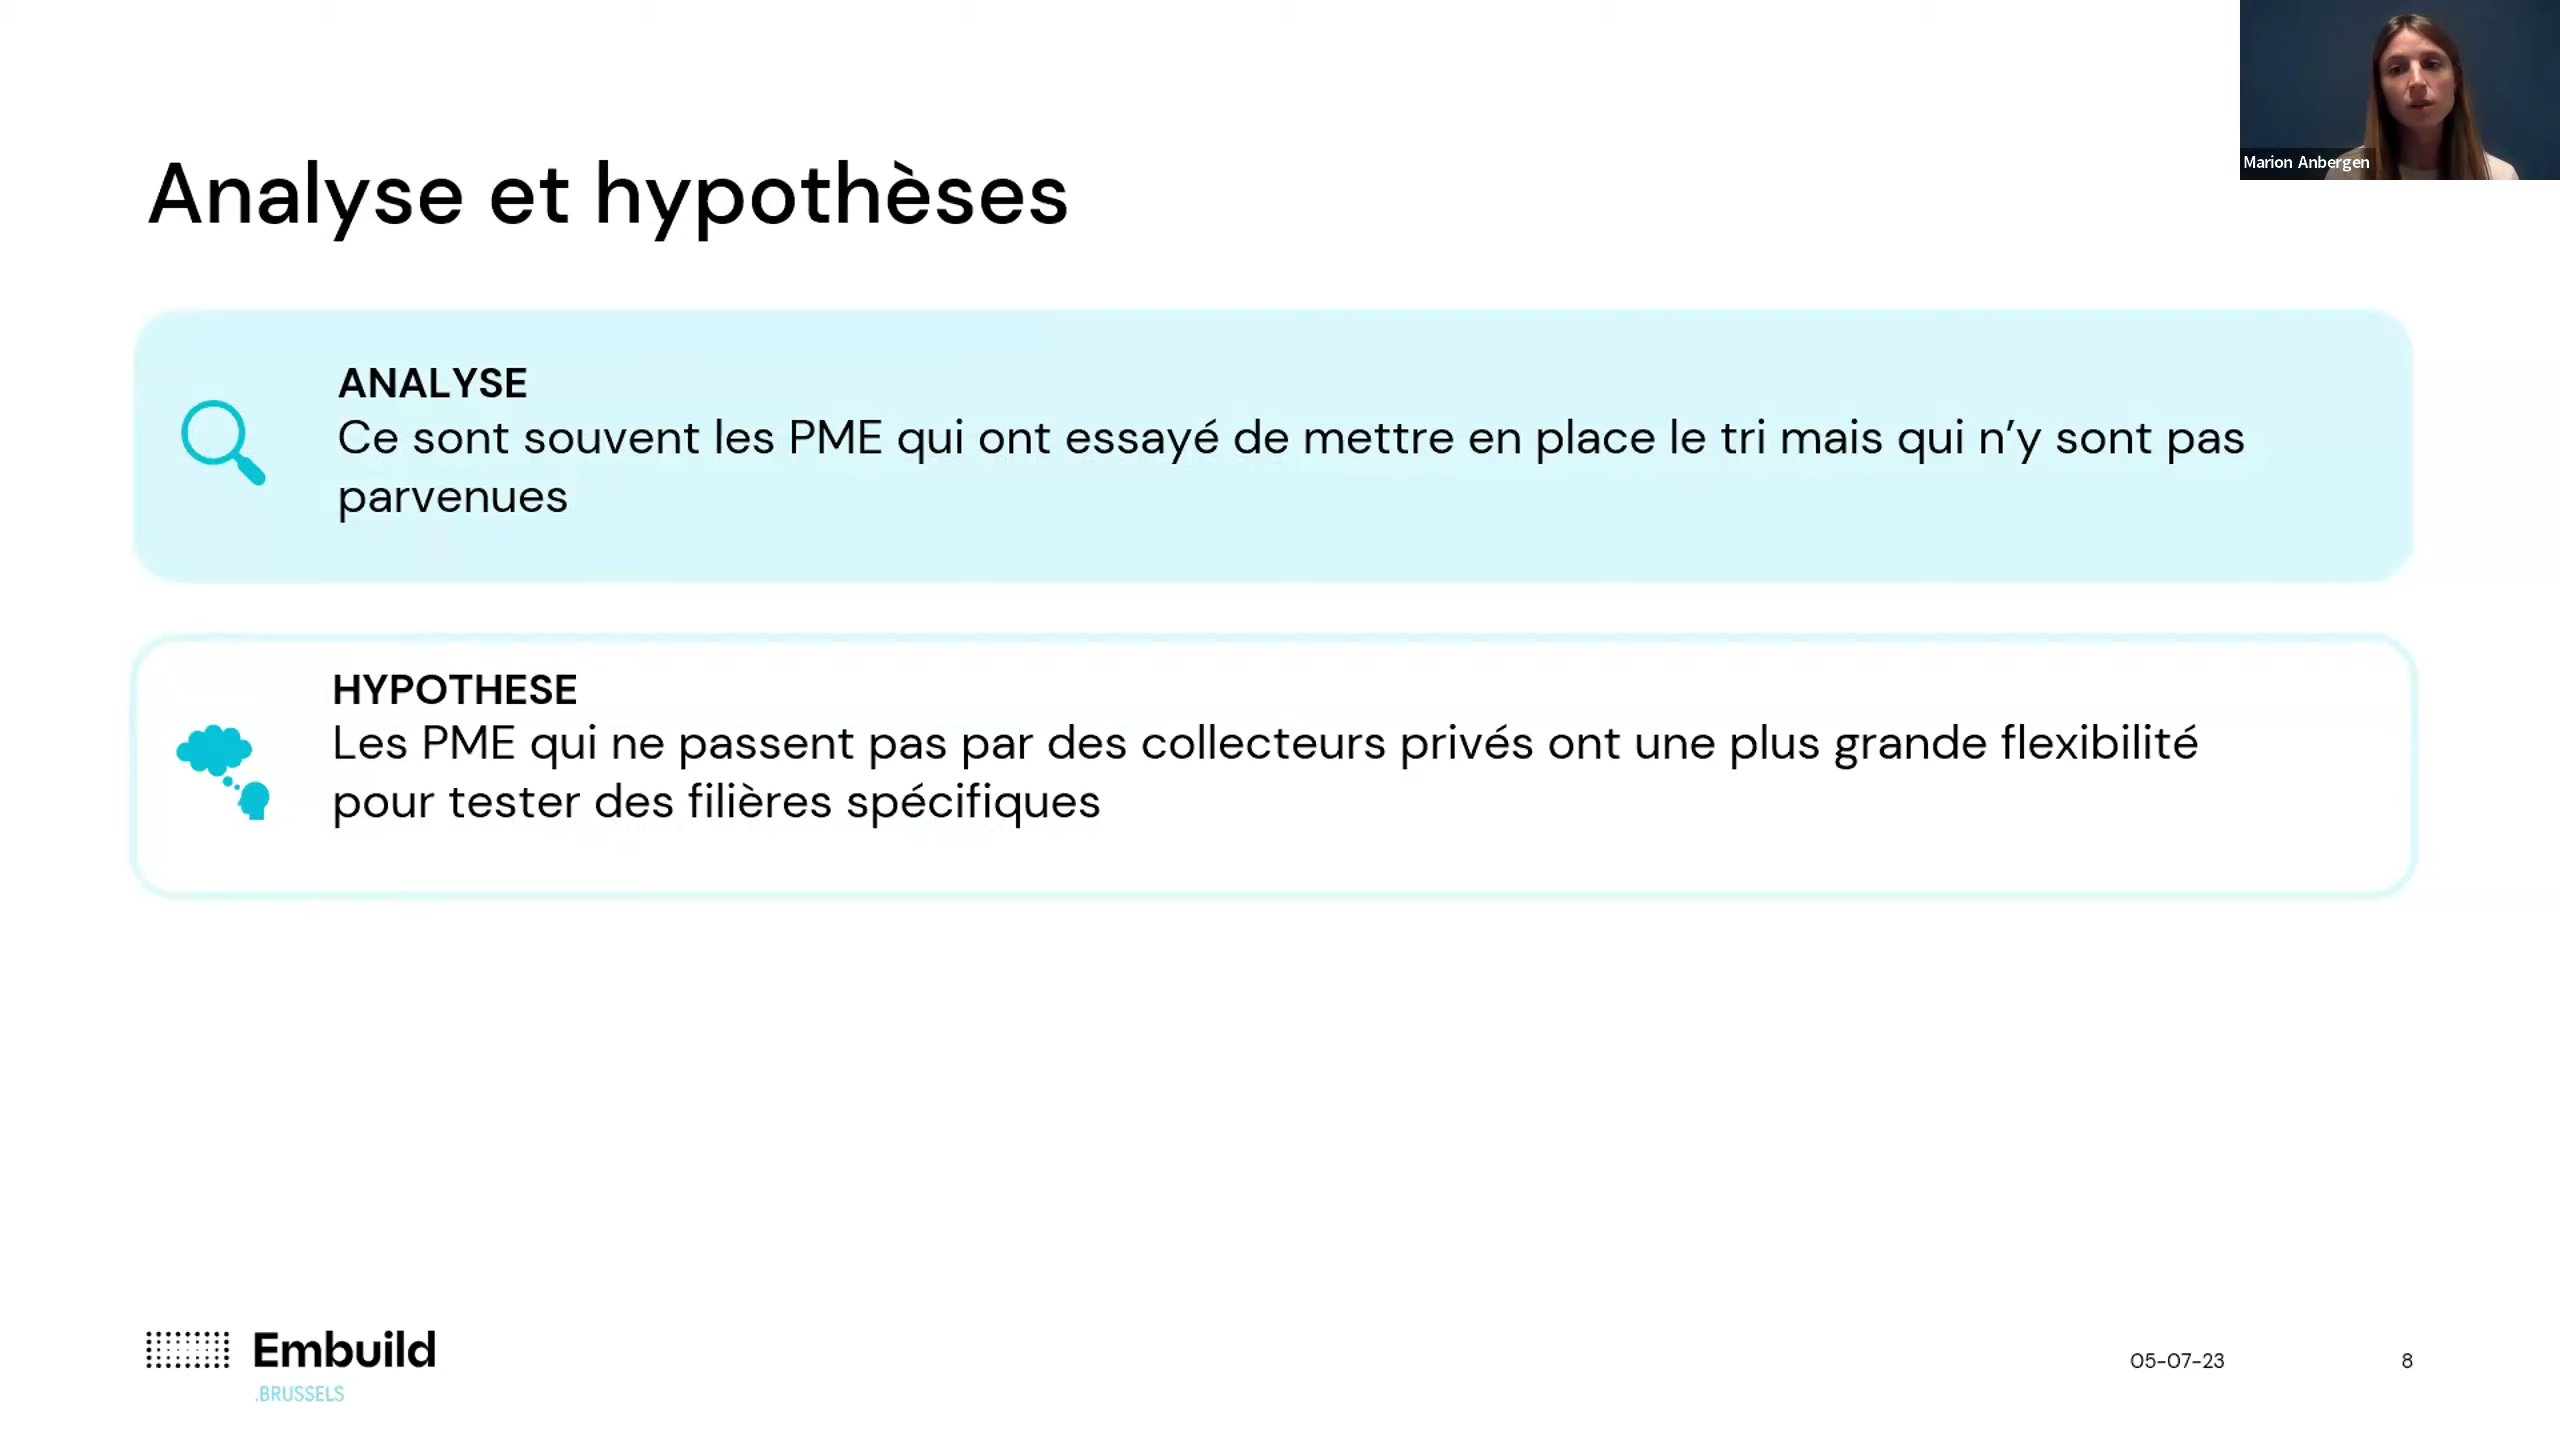 Marion Anbergen
Analyse et hypothèses
ANALYSE
Ce sont souvent les PME qui ont essayé de mettre en place le tri mais qui n’y sont pas
parvenues
HYPOTHESE
Les PME qui ne passent pas par des collecteurs privés ont une plus grande flexibilité
pour tester des filières spécifiques
Embuild
.BRUSSELS
05-07-23
8